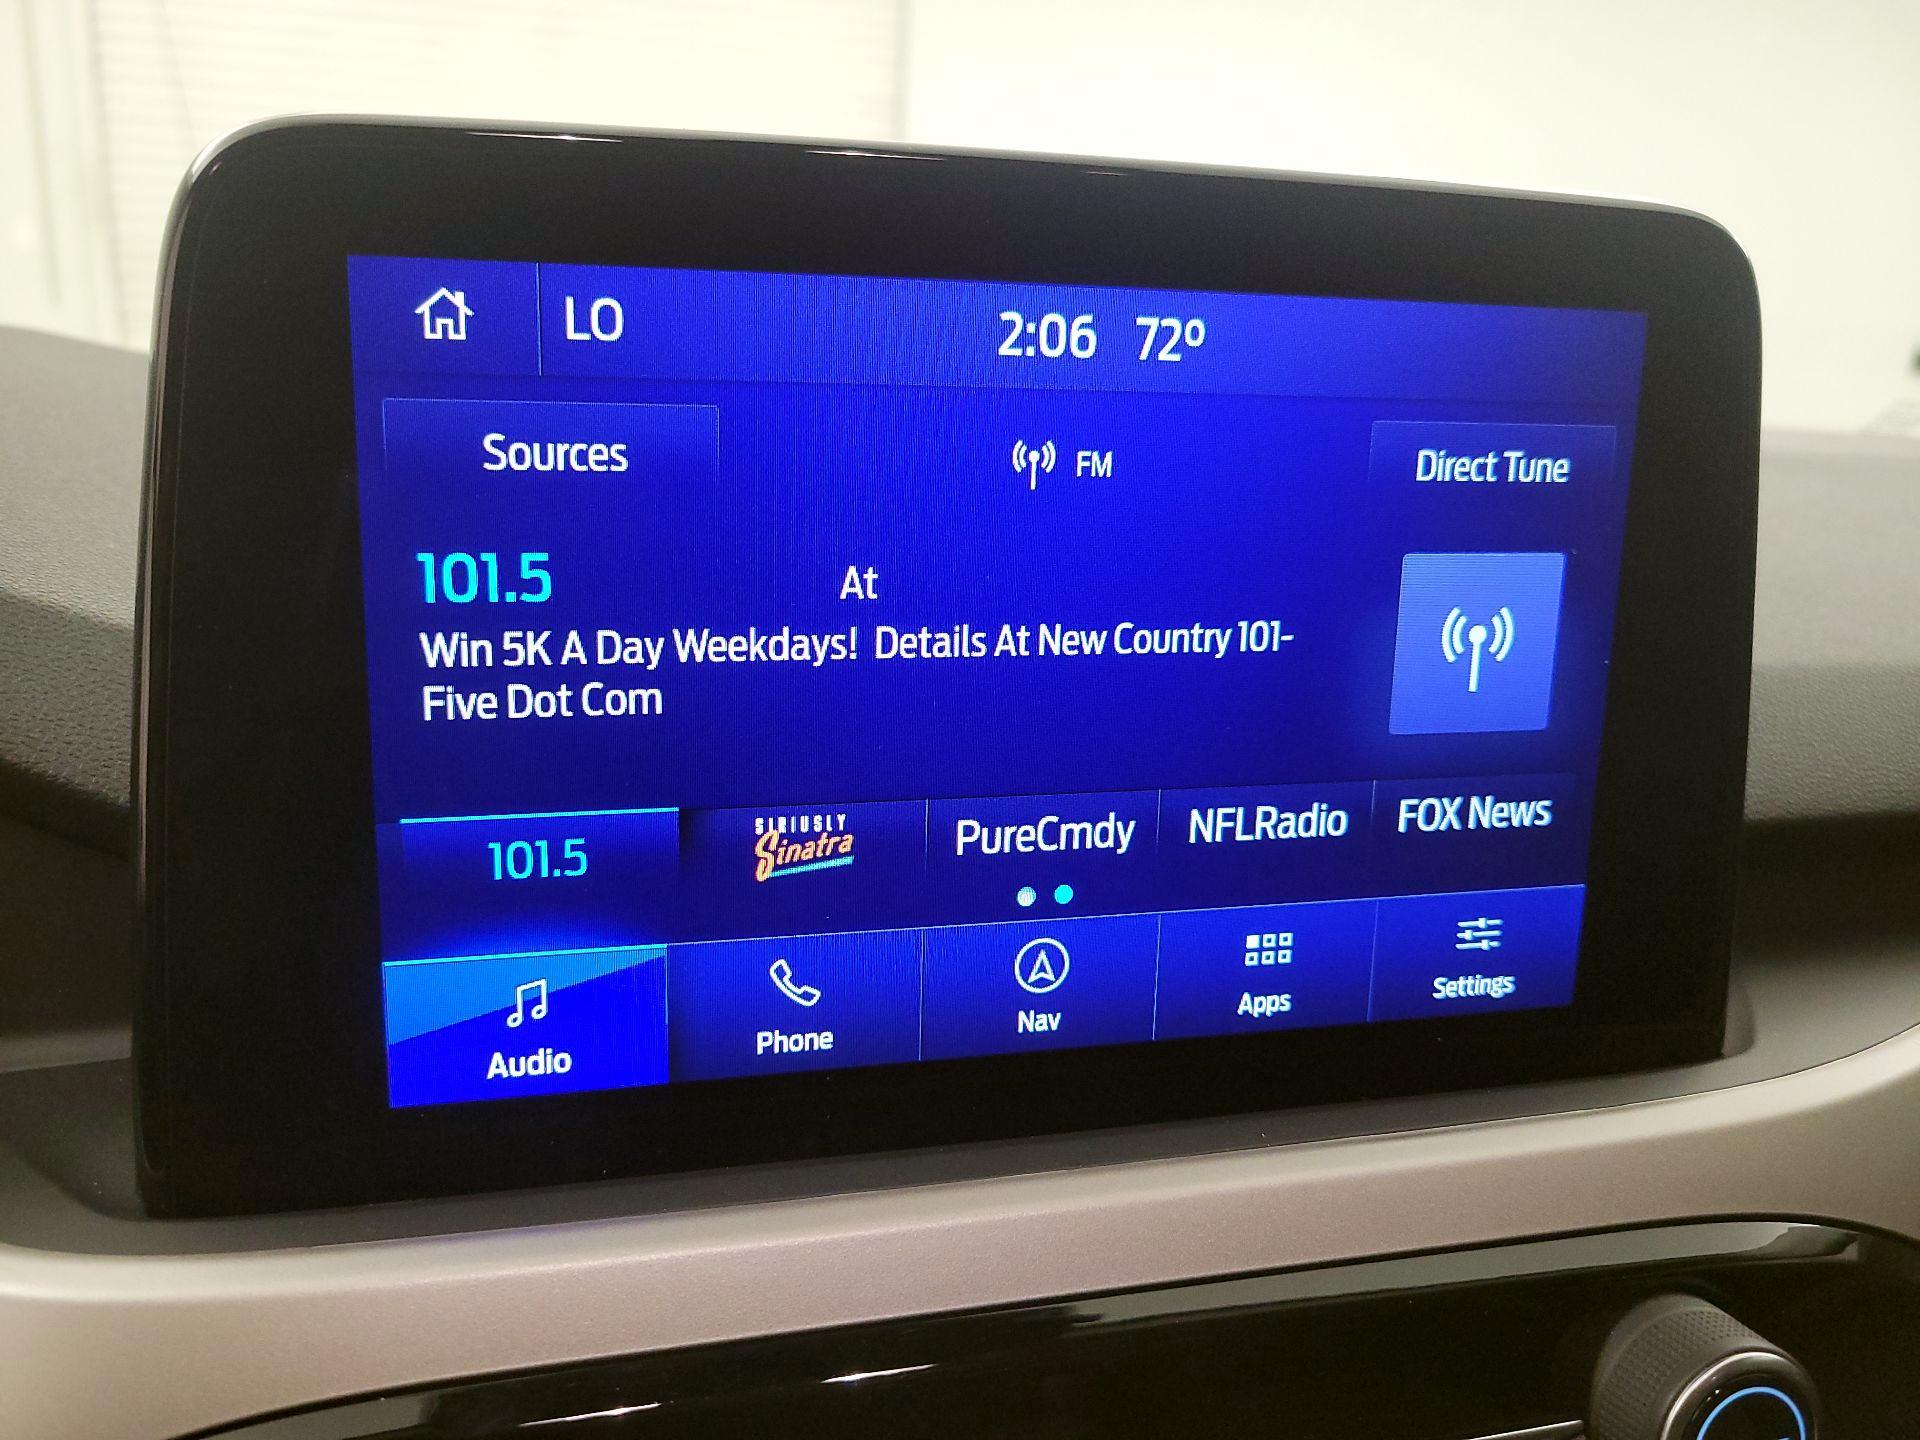 LO
2:06 72º
Sources
FM
Direct Tune
101.5
At
Win 5K A Day Weekdays! Details At New Country 101-
Five Dot Com
101.5
SIRIUSLY
Sinatra
PureCmdy
NFLRadio
FOX News
Audio
Phone
Nav
Apps
Settings